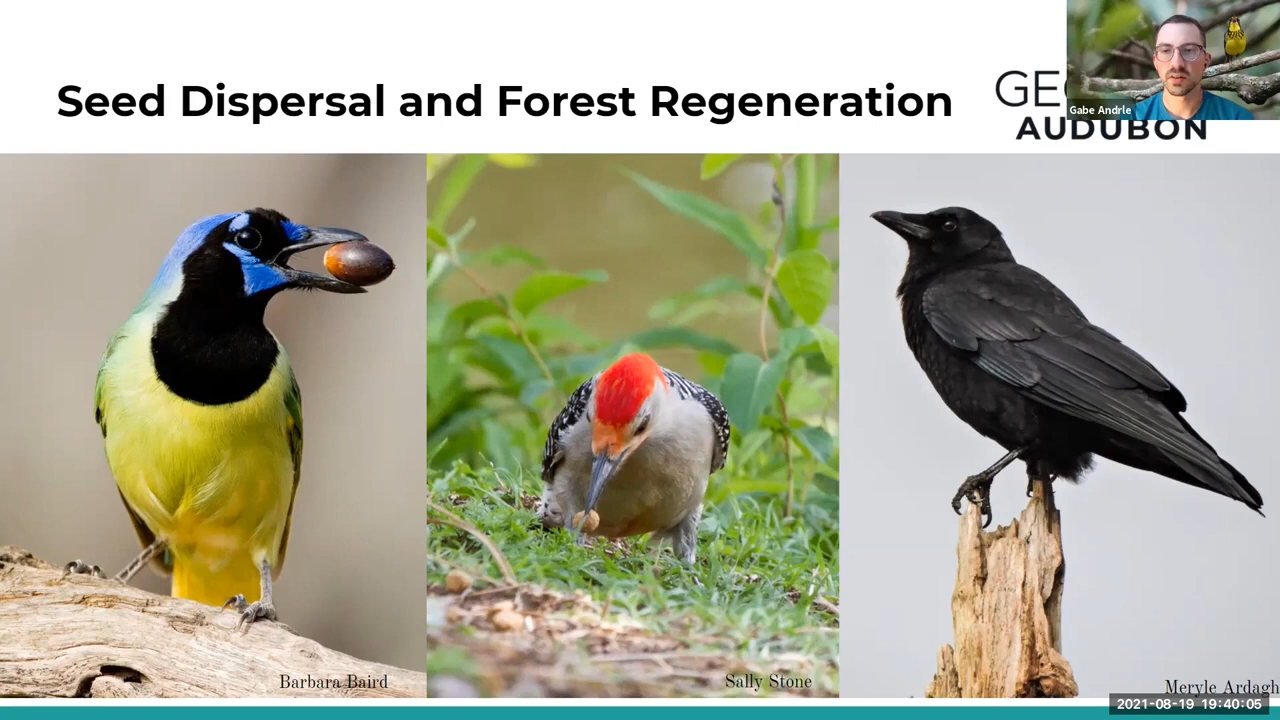 Seed Dispersal and Forest Regeneration
GE
AUDUBON
Gabe Andrle
Barbara Baird
Sally Stone
Meryle Ardagh
2021-08-19 19:40:05